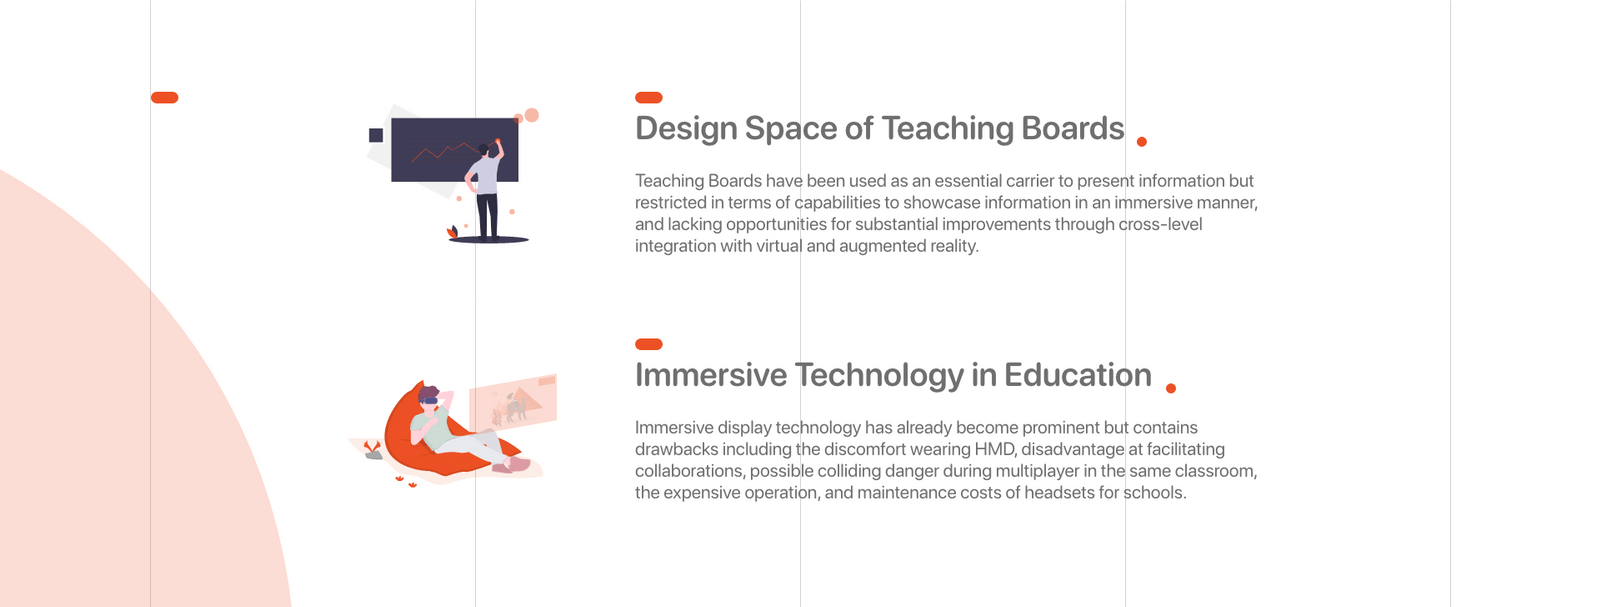 Design Space of Teaching Boards
Teaching Boards have been used as an essential carrier to present information but
restricted in terms of capabilities to showcase information in an immersive manner,
and lacking opportunities for substantial improvements through cross-level
integration with virtual and augmented reality.
Immersive Technology in Education
Immersive display technology has already become prominent but contains
drawbacks including the discomfort wearing HMD, disadvantage at facilitating
collaborations, possible colliding danger during multiplayer in the same classroom,
the expensive operation, and maintenance costs of headsets for schools.